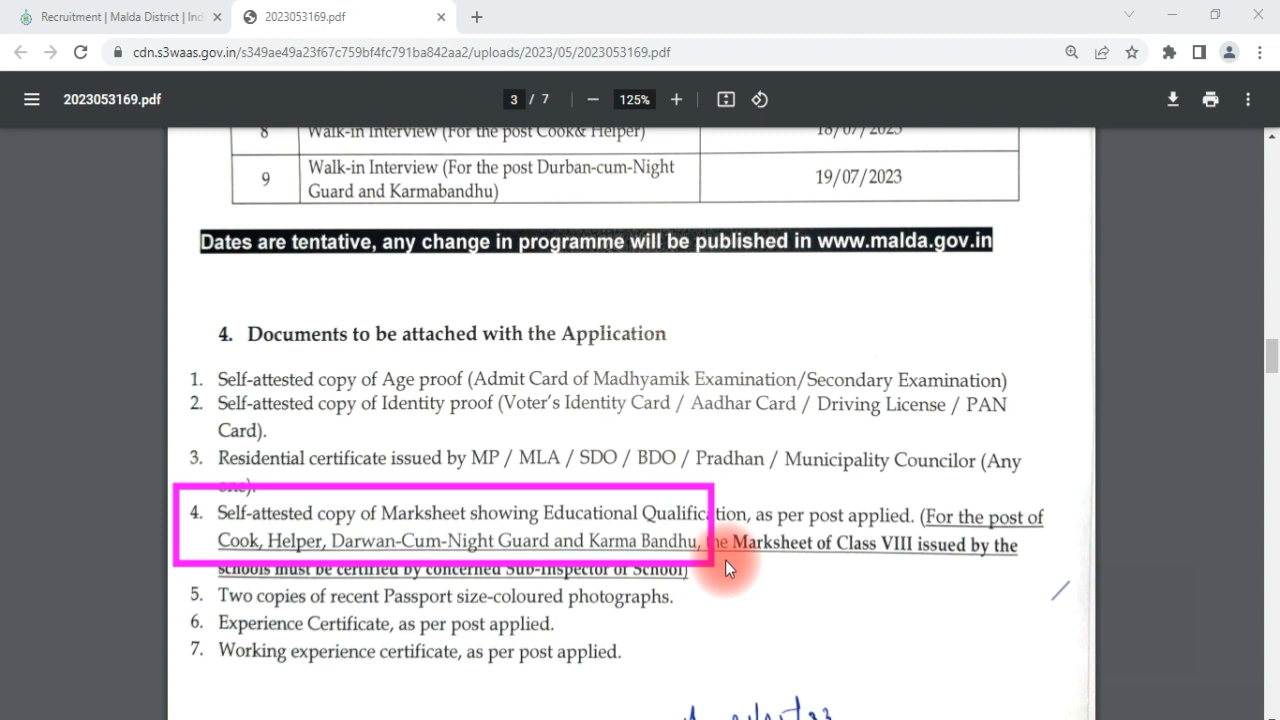 Recruitment | Malda District | Ind
2023053169.pdf
cdn.s3waas.gov.in/s349ae49a23f67c759bf4fc791ba842aa2/uploads/2023/05/2023053169.pdf
2023053169.pdf
3 / 7
125%
8 Walk-in Interview (For the post Cook& Helper) 18/07/2023
Walk-in Interview (For the post Durban-cum-Night
9 19/07/2023
Guard and Karmabandhu)
Dates are tentative, any change in programme will be published in www.malda.gov.in
4. Documents to be attached with the Application
1. Self-attested copy of Age proof (Admit Card of Madhyamik Examination/Secondary Examination)
2. Self-attested copy of Identity proof (Voter's Identity Card / Aadhar Card / Driving License / PAN
Card).
3. Residential certificate issued by MP / MLA / SDO / BDO / Pradhan / Municipality Councilor (Any
one).
4. Self-attested copy of Marksheet showing Educational Qualification, as per post applied. (For the post of
Cook, Helper, Darwan-Cum-Night Guard and Karma Bandhu, the Marksheet of Class VIII issued by the
schools must be certified by concerned Sub-Inspector of School)
5. Two copies of recent Passport size-coloured photographs.
6. Experience Certificate, as per post applied.
7. Working experience certificate, as per post applied.